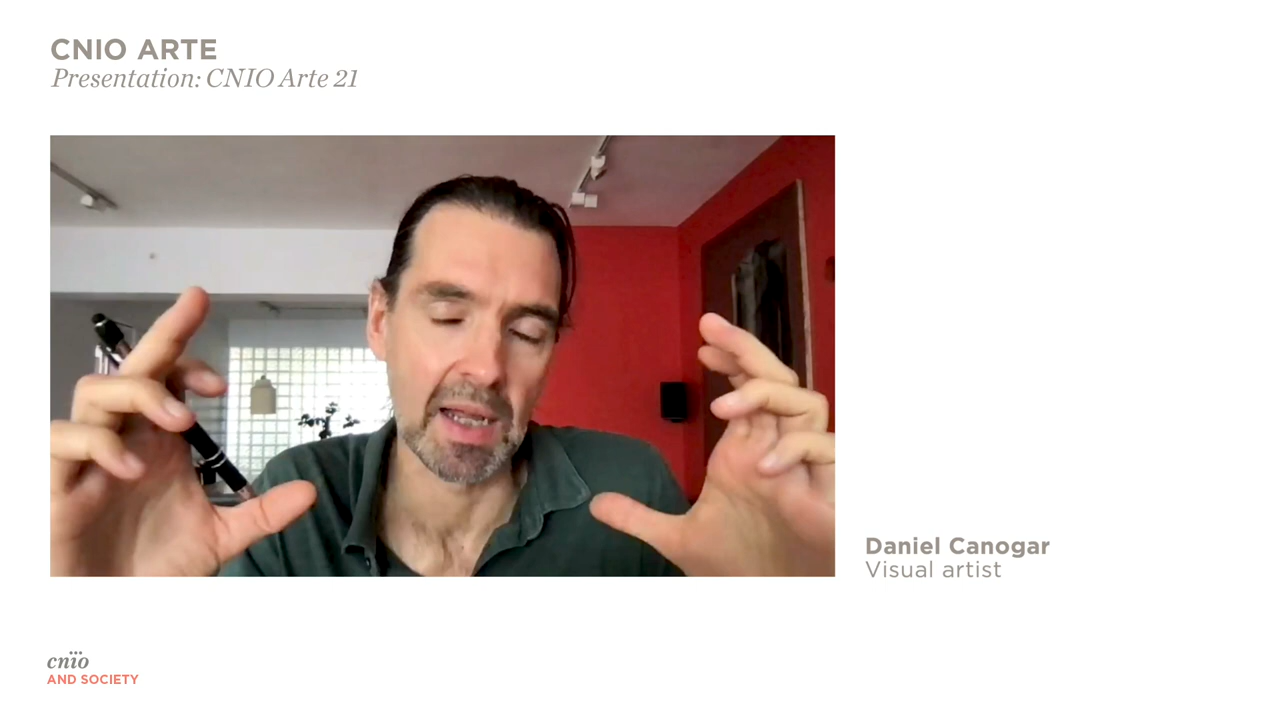 CNIO ARTE
Presentation: CNIO Arte 21
Daniel Canogar
Visual artist
cnio
AND SOCIETY